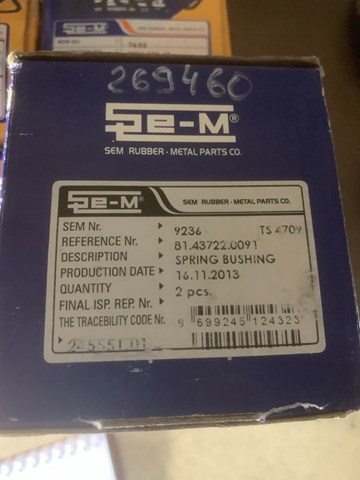 269460
Se-M®
SEM RUBBER-METAL PARTS CO.
Se-M® SEM RUBBER-METAL PARTS CO.
SEM Nr. 9236 TS 4709
REFERENCE Nr. 81.43722.0091
DESCRIPTION SPRING BUSHING
PRODUCTION DATE 16.11.2013
QUANTITY 2 pcs.
FINAL ISP. REP. Nr.
THE TRACEBILITY CODE Nr.
9 699245 124323